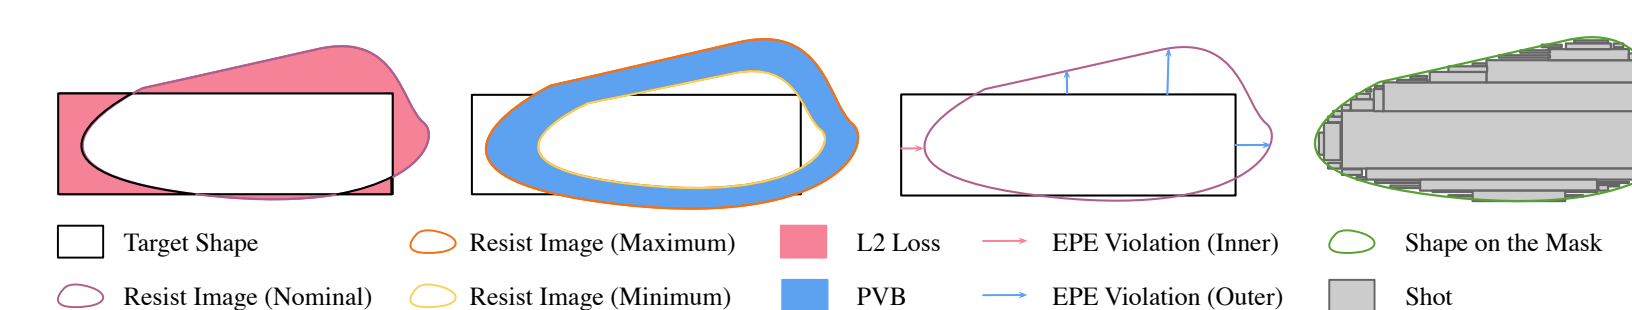 Target Shape
Resist Image (Maximum)
L2 Loss
EPE Violation (Inner)
Shape on the Mask
Resist Image (Nominal)
Resist Image (Minimum)
PVB
EPE Violation (Outer)
Shot